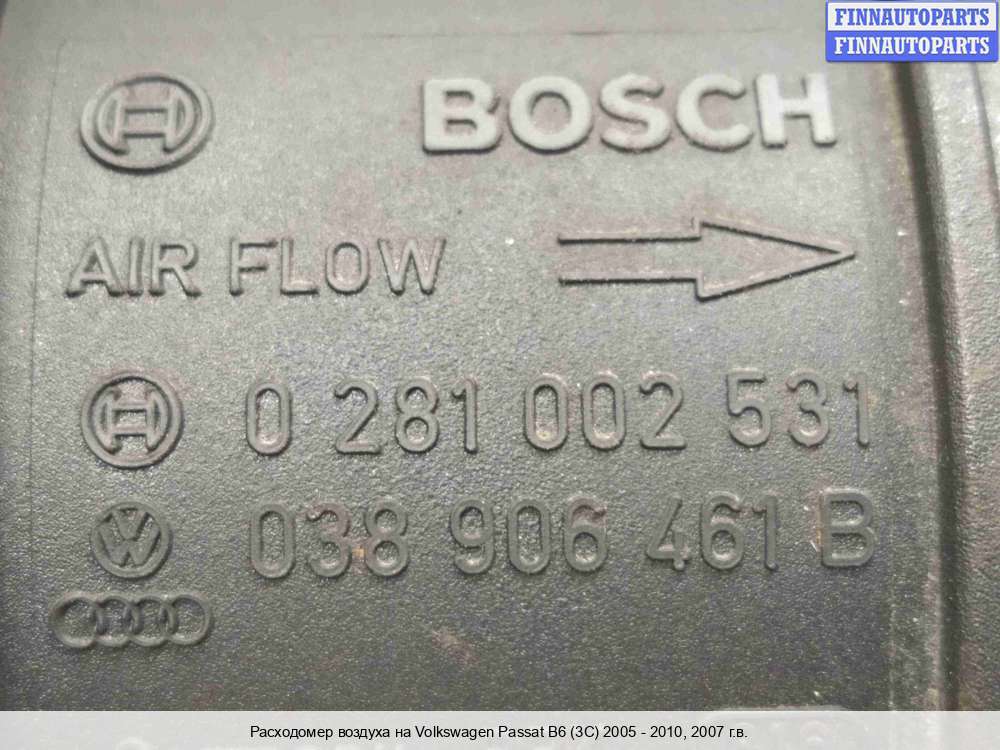 FINNAUTOPARTS
FINNAUTOPARTS
BOSCH
AIR FLOW
0 281 002 531
038 906 461 B
Расходомер воздуха на Volkswagen Passat B6 (3C) 2005 - 2010, 2007 г.в.